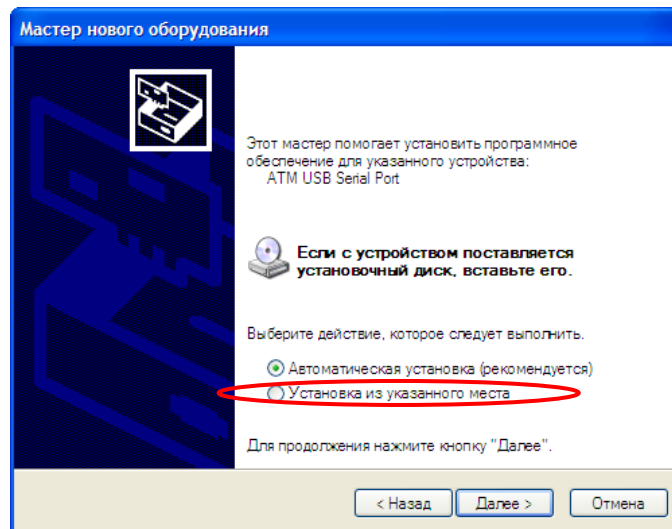 Мастер нового оборудования
Этот мастер помогает установить программное
обеспечение для указанного устройства:
ATM USB Serial Port
Если с устройством поставляется
установочный диск, вставьте его.
Выберите действие, которое следует выполнить.
Автоматическая установка (рекомендуется)
Установка из указанного места
Для продолжения нажмите кнопку "Далее".
< Назад Далее > Отмена